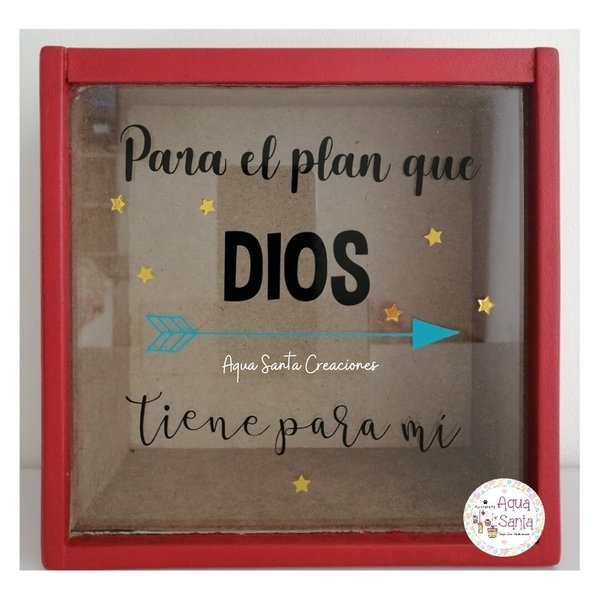 Para el plan que
DIOS
Aqua Santa Creaciones
tiene para mí
Aqua
Santa